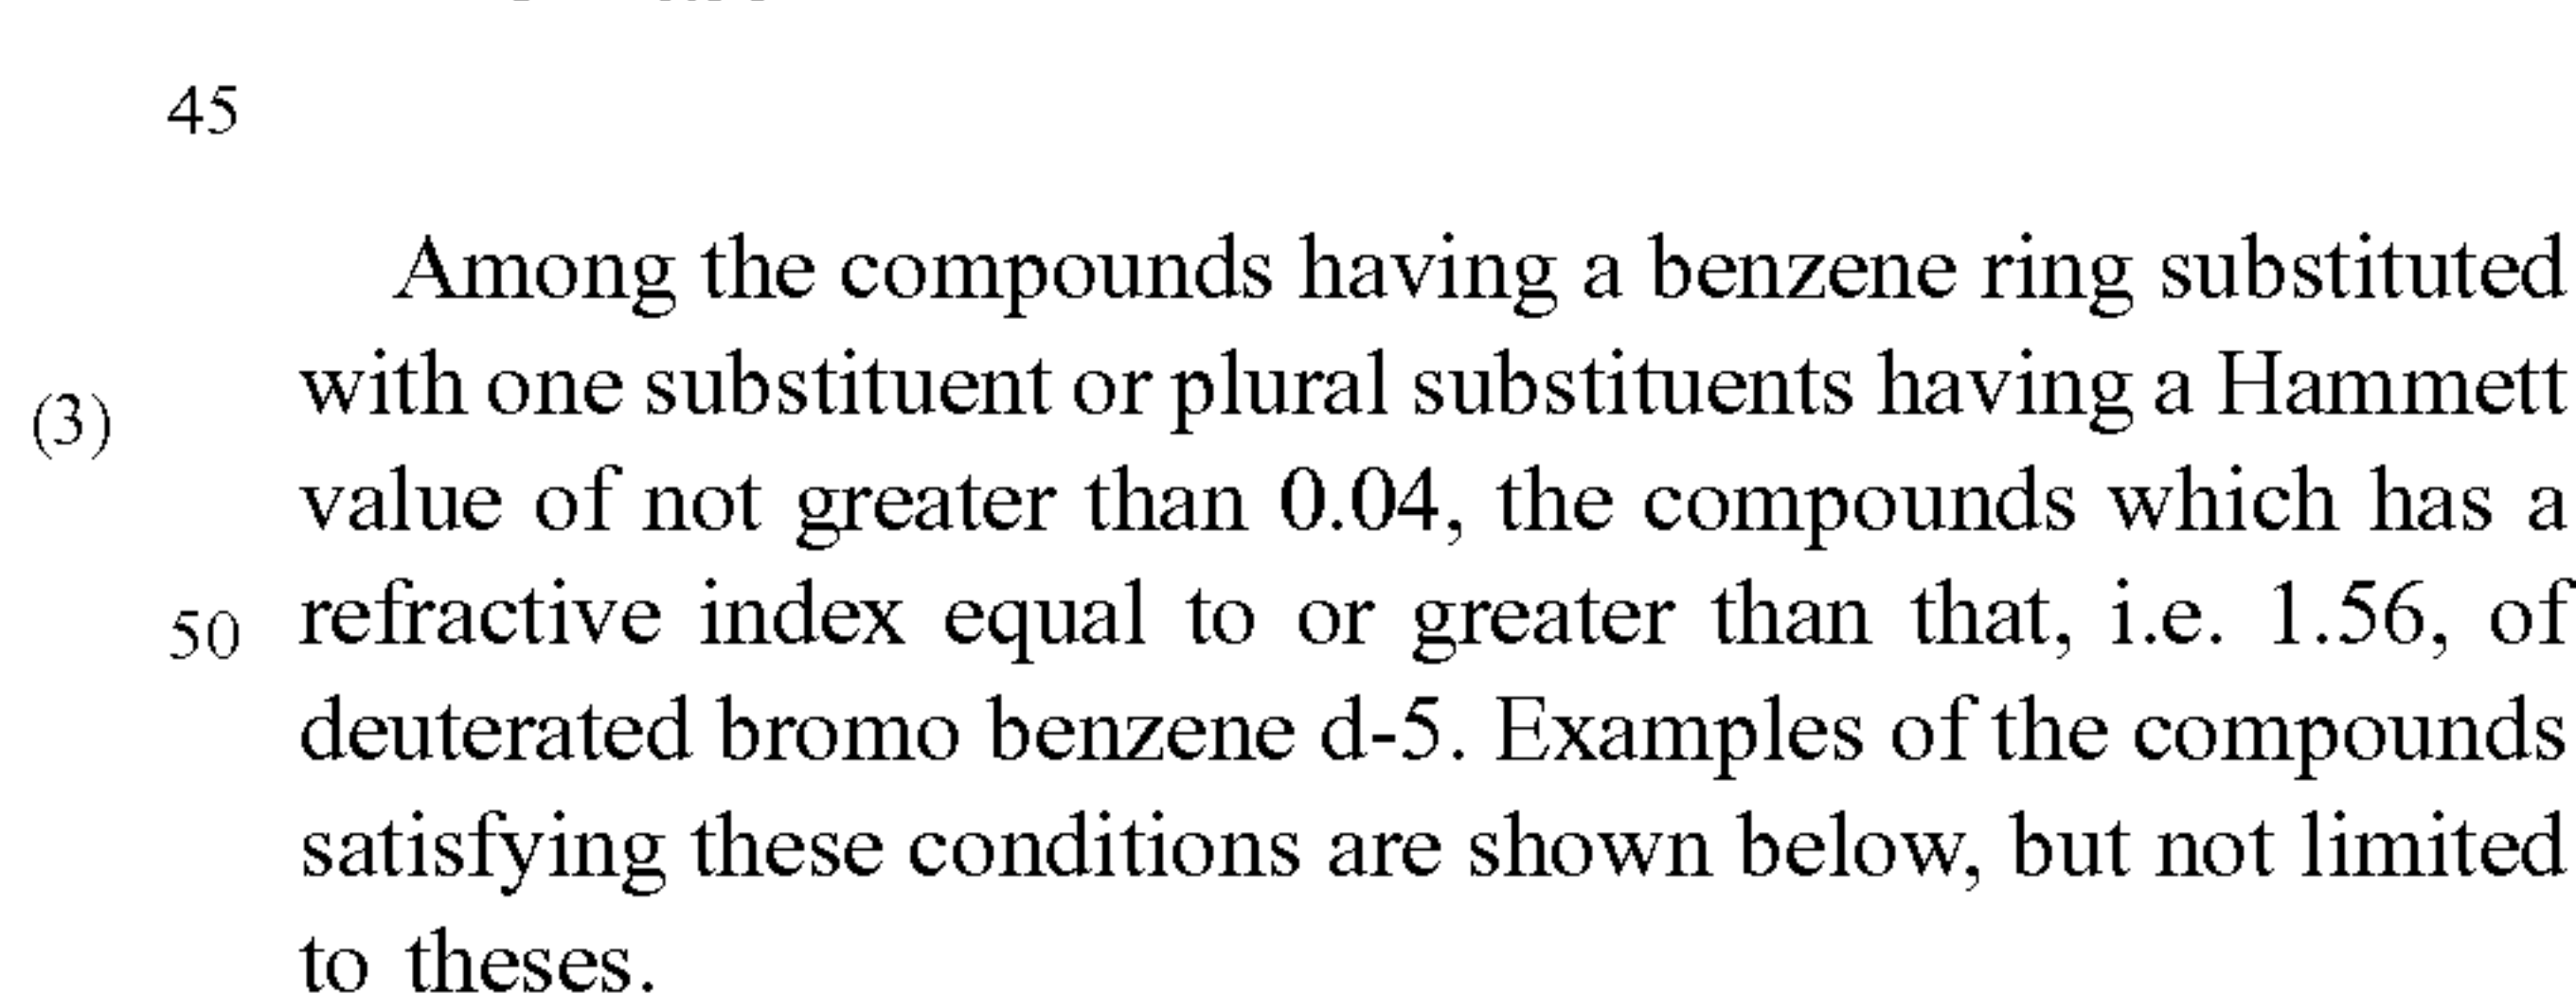 45
Among the compounds having a benzene ring substituted
(3) with one substituent or plural substituents having a Hammett
value of not greater than 0.04, the compounds which has a
50 refractive index equal to or greater than that, i.e. 1.56, of
deuterated bromo benzene d-5. Examples of the compounds
satisfying these conditions are shown below, but not limited
to theses.